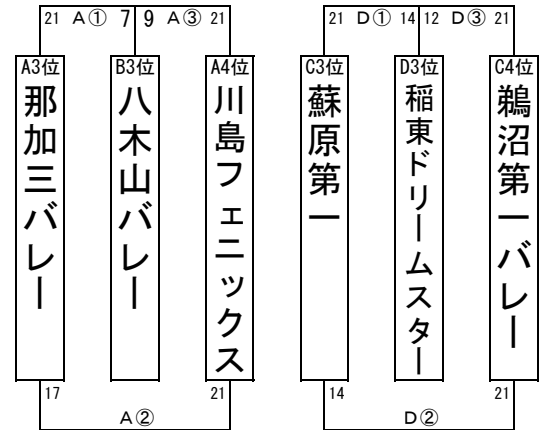 21 A① 7 9 A③ 21
21 D① 14 12 D③ 21
A3位
那加三バレー
B3位
八木山バレー
A4位
川島フェニックス
C3位
蘇原第一
D3位
稲東ドリームスター
C4位
鵜沼第一バレー
17 A② 21
14 D② 21